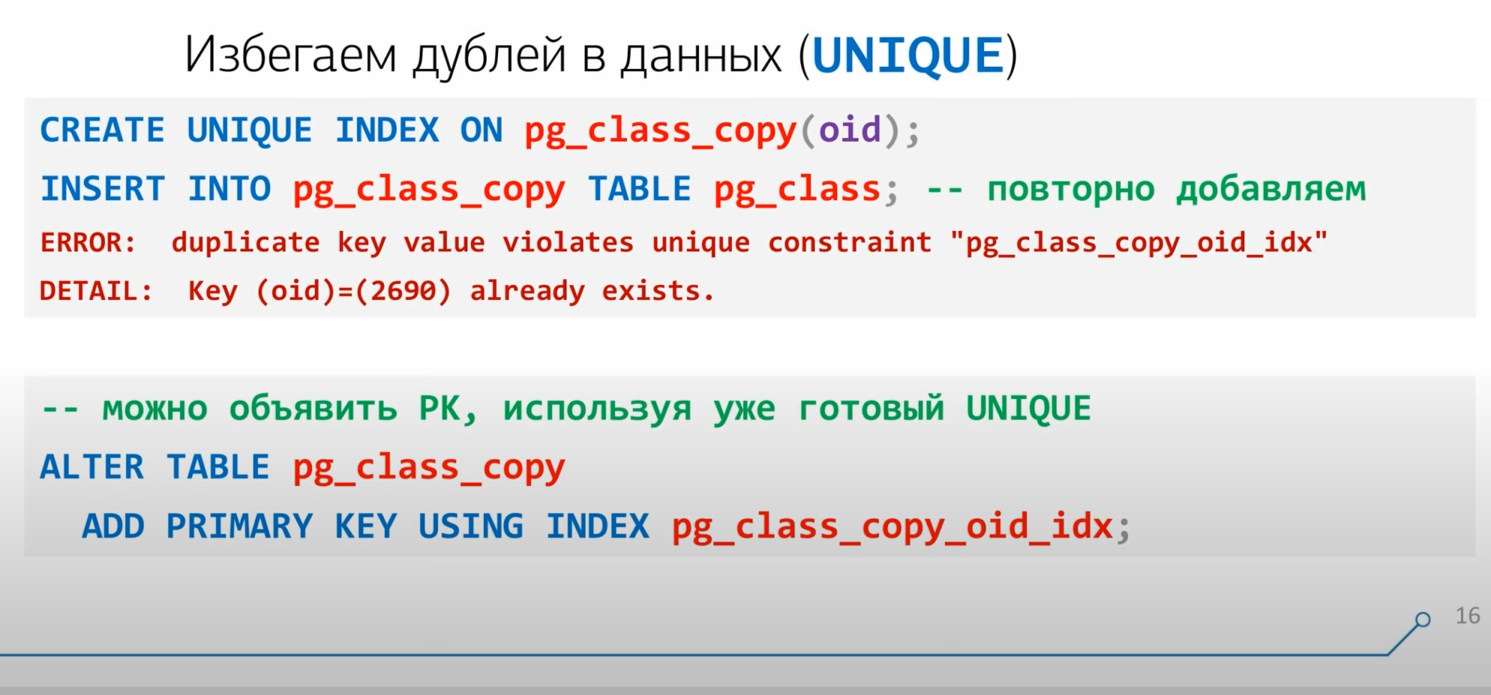 Избегаем дублей в данных (UNIQUE)
CREATE UNIQUE INDEX ON pg_class_copy(oid);
INSERT INTO pg_class_copy TABLE pg_class; -- повторно добавляем
ERROR:  duplicate key value violates unique constraint "pg_class_copy_oid_idx"
DETAIL:  Key (oid)=(2690) already exists.
-- можно объявить PK, используя уже готовый UNIQUE
ALTER TABLE pg_class_copy
  ADD PRIMARY KEY USING INDEX pg_class_copy_oid_idx;
16